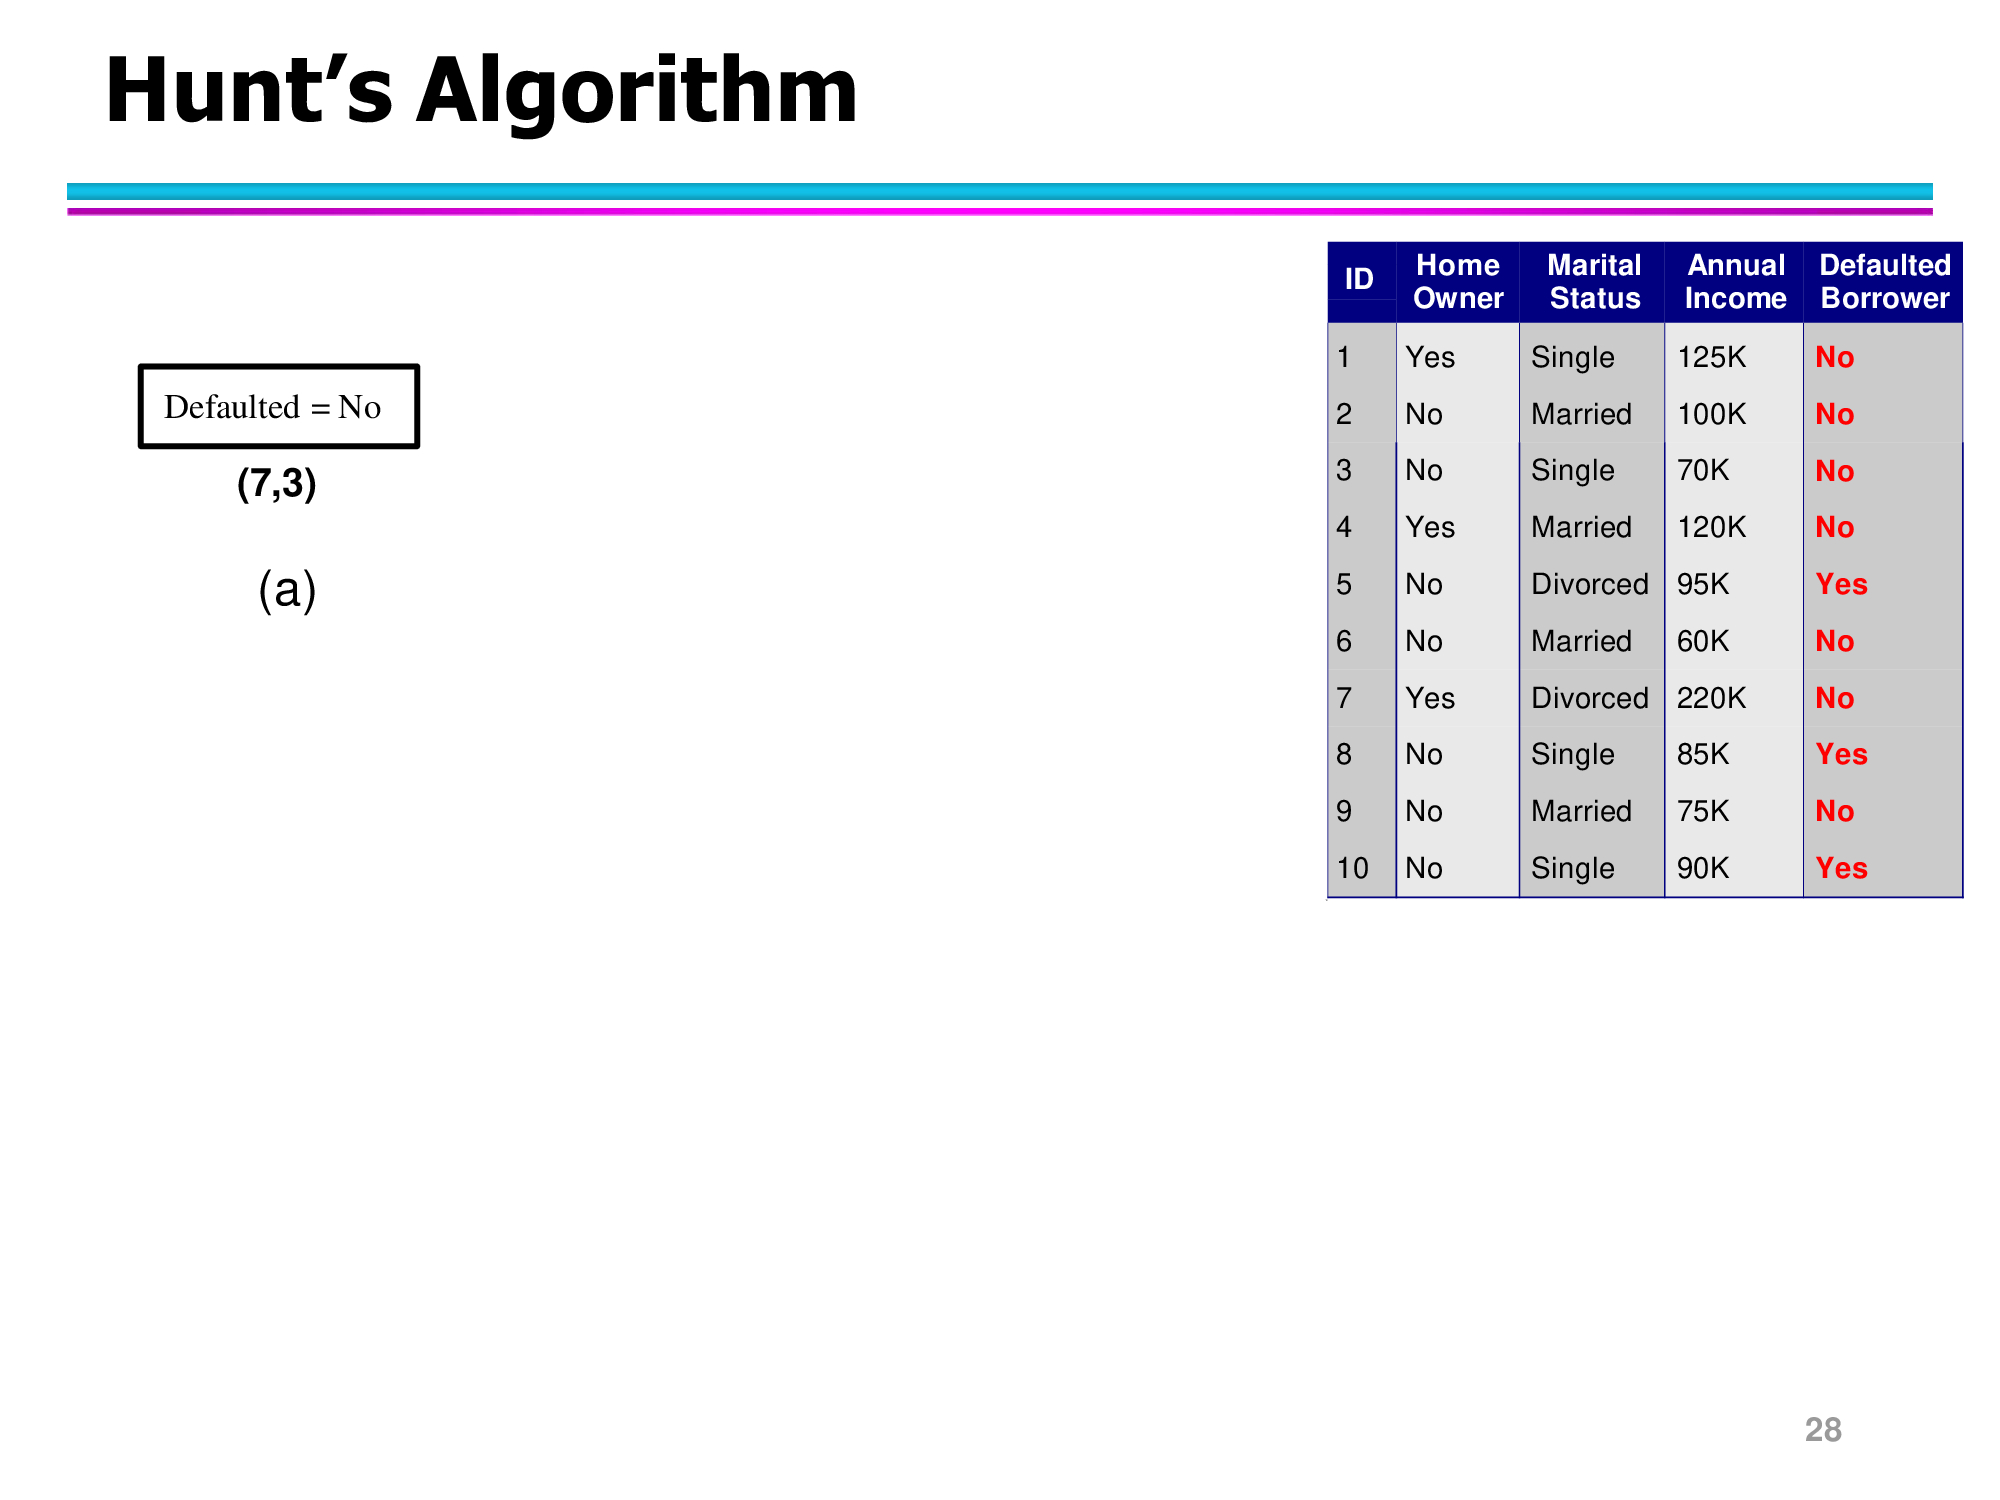 Hunt’s Algorithm
Defaulted = No
(7,3)
(a)
ID Home Owner Marital Status Annual Income Defaulted Borrower
1 Yes Single 125K No
2 No Married 100K No
3 No Single 70K No
4 Yes Married 120K No
5 No Divorced 95K Yes
6 No Married 60K No
7 Yes Divorced 220K No
8 No Single 85K Yes
9 No Married 75K No
10 No Single 90K Yes
28